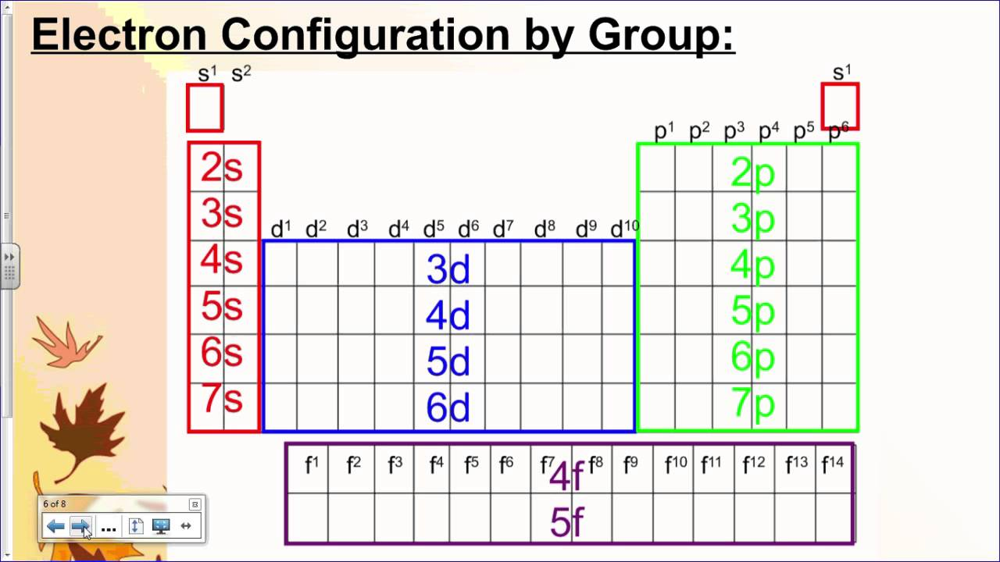 Electron Configuration by Group:
s¹ s² s¹
p¹ p² p³ p⁴ p⁵ p⁶
2s 2p
3s 3p
d¹ d² d³ d⁴ d⁵ d⁶ d⁷ d⁸ d⁹ d¹⁰
4s 3d 4p
5s 4d 5p
6s 5d 6p
7s 6d 7p
f¹ f² f³ f⁴ f⁵ f⁶ f⁷ f⁸ f⁹ f¹⁰ f¹¹ f¹² f¹³ f¹⁴
4f
5f
6 of 8